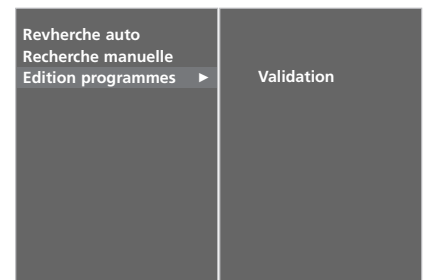 Revherche auto
Recherche manuelle
Edition programmes ► Validation